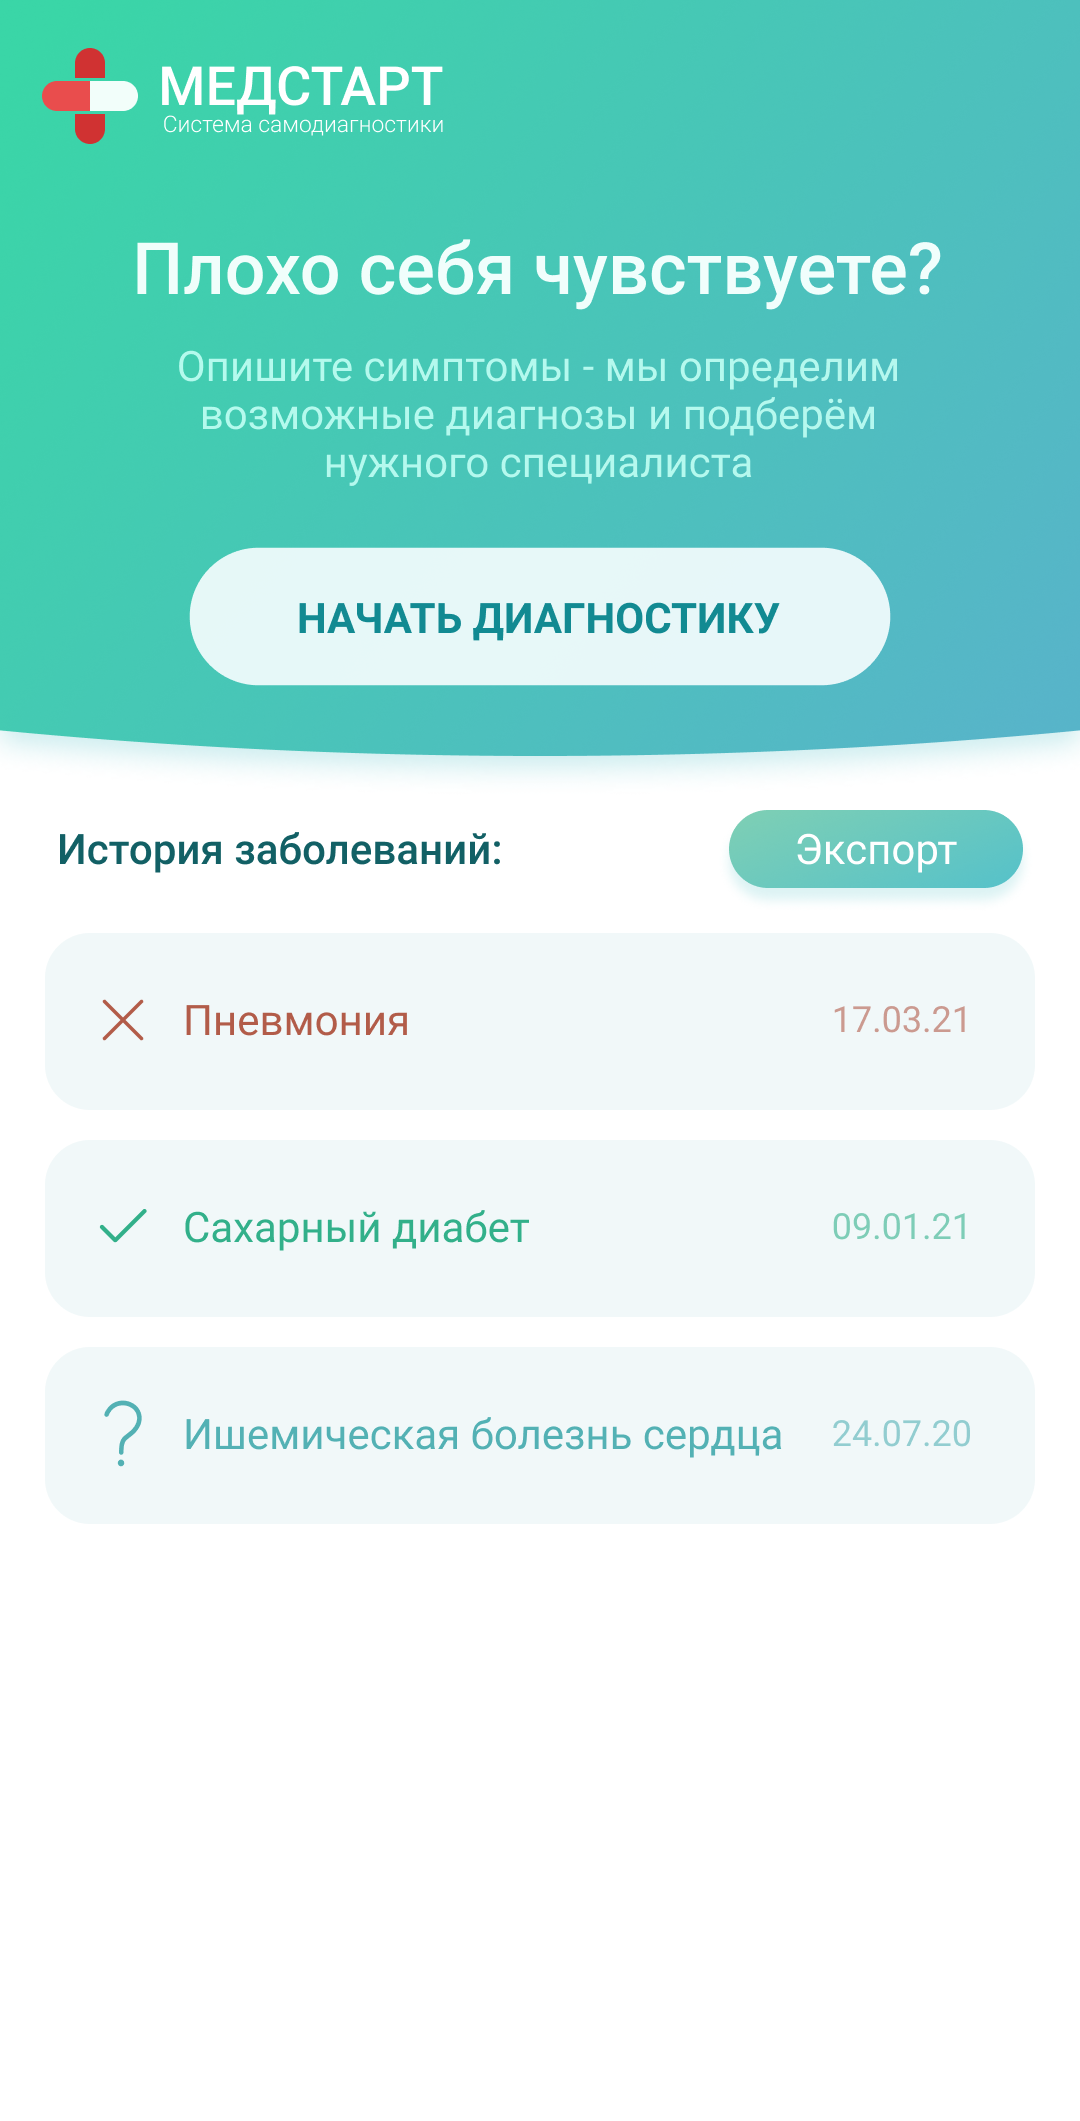 МЕДСТАРТ
Система самодиагностики
Плохо себя чувствуете?
Опишите симптомы - мы определим
возможные диагнозы и подберём
нужного специалиста
НАЧАТЬ ДИАГНОСТИКУ
История заболеваний:
Экспорт
Пневмония
17.03.21
Сахарный диабет
09.01.21
Ишемическая болезнь сердца
24.07.20